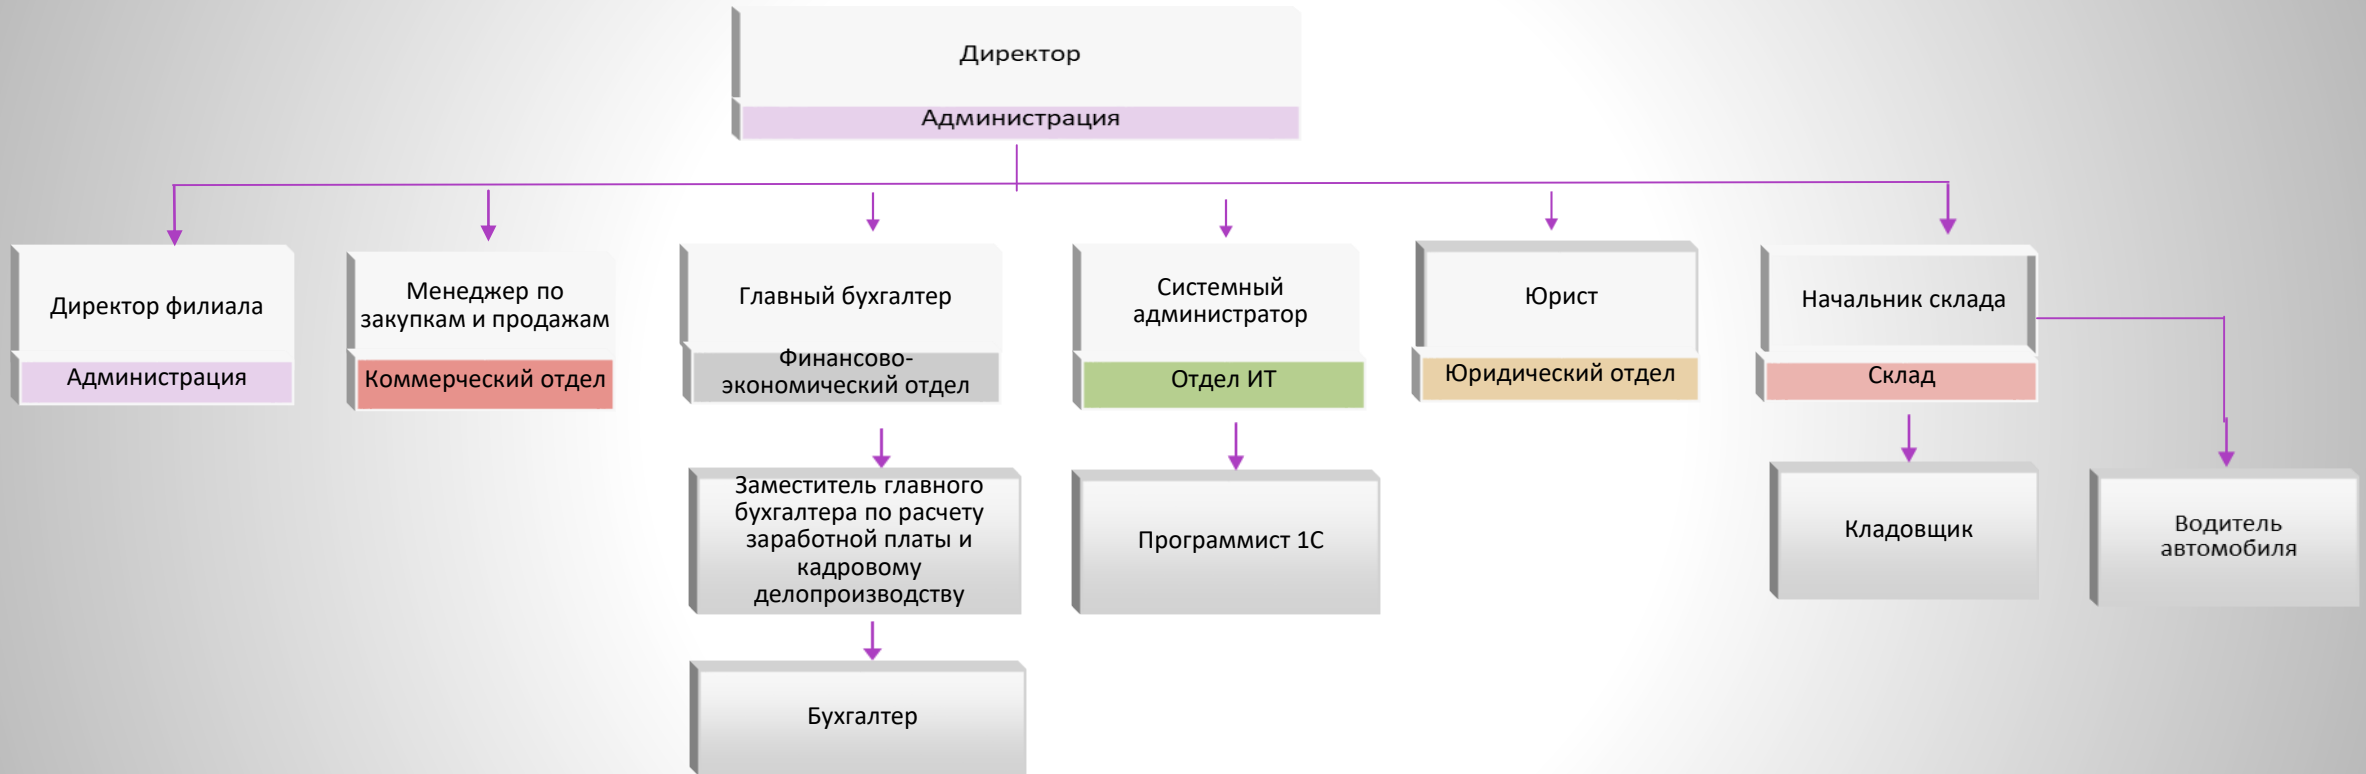 Директор
Администрация
Директор филиала
Администрация
Менеджер по
закупкам и продажам
Коммерческий отдел
Главный бухгалтер
Финансово-
экономический отдел
Системный
администратор
Отдел ИТ
Юрист
Юридический отдел
Начальник склада
Склад
Заместитель главного
бухгалтера по расчету
заработной платы и
кадровому
делопроизводству
Программист 1С
Кладовщик
Водитель
автомобиля
Бухгалтер